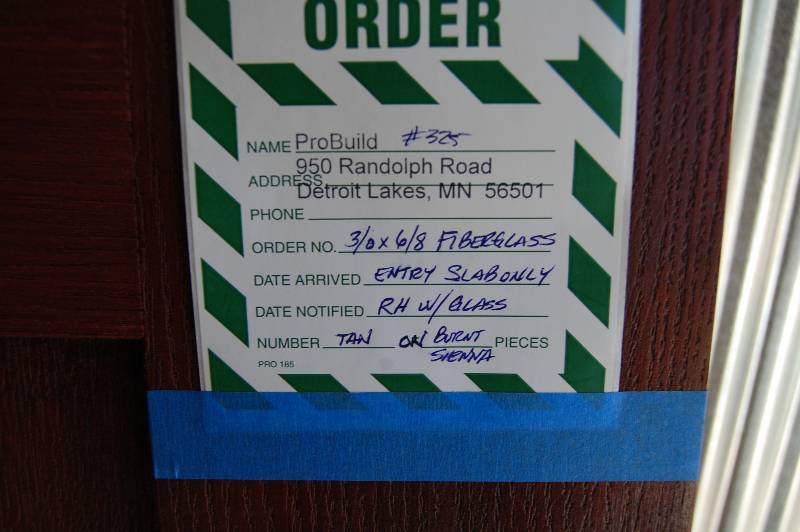 ORDER
NAME ProBuild #325
950 Randolph Road
ADDRESS
Detroit Lakes, MN 56501
PHONE
ORDER NO. 3/0 x 6/8 FIBERGLASS
DATE ARRIVED ENTRY SLAB ONLY
DATE NOTIFIED RH W/ GLASS
NUMBER TAN ON BURNT PIECES
SIENNA
PRO 185